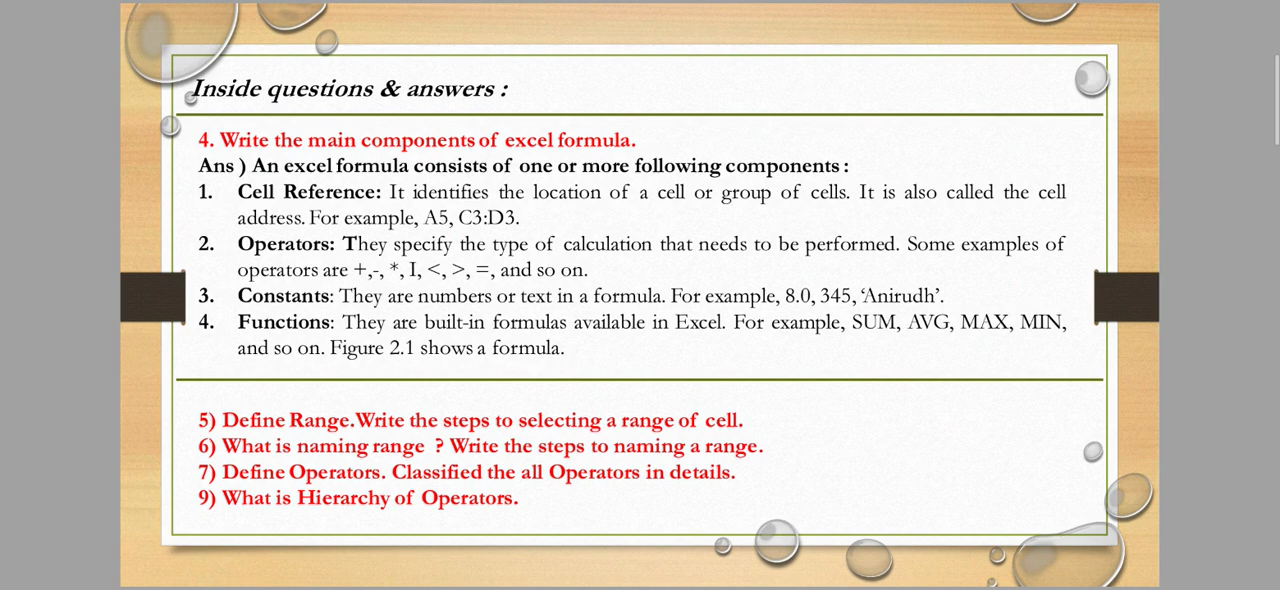 Inside questions & answers :
4. Write the main components of excel formula.
Ans ) An excel formula consists of one or more following components :
1. Cell Reference: It identifies the location of a cell or group of cells. It is also called the cell
address. For example, A5, C3:D3.
2. Operators: They specify the type of calculation that needs to be performed. Some examples of
operators are +,-, *, I, <, >, =, and so on.
3. Constants: They are numbers or text in a formula. For example, 8.0, 345, ‘Anirudh’.
4. Functions: They are built-in formulas available in Excel. For example, SUM, AVG, MAX, MIN,
and so on. Figure 2.1 shows a formula.
5) Define Range.Write the steps to selecting a range of cell.
6) What is naming range ? Write the steps to naming a range.
7) Define Operators. Classified the all Operators in details.
9) What is Hierarchy of Operators.